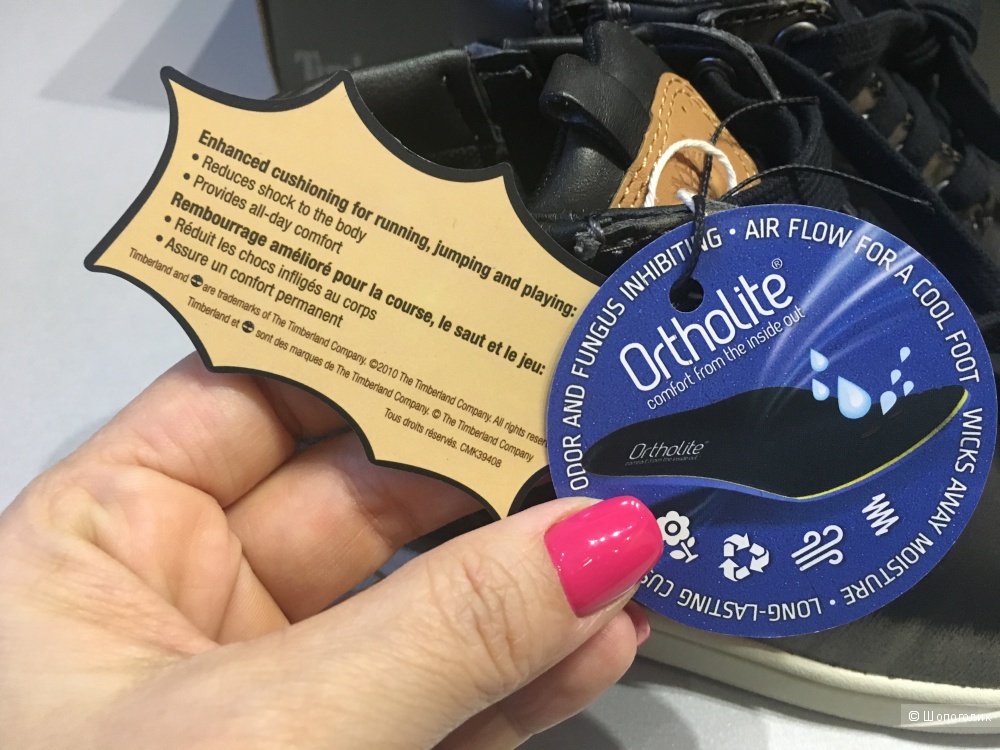 Enhanced cushioning for running, jumping and playing:
• Reduces shock to the body
• Provides all-day comfort
Rembourrage amélioré pour la course, le saut et le jeu:
• Réduit les chocs infligés au corps
• Assure un confort permanent
Timberland and are trademarks of The Timberland Company. ©2010 The Timberland Company. All rights reser
Timberland et sont des marques de The Timberland Company. © The Timberland Company
Tous droits réservés. CMK39408
ODOR AND FUNGUS INHIBITING • AIR FLOW FOR A COOL FOOT
WICKS AWAY MOISTURE • LONG-LASTING CUS
Ortholite®
comfort from the inside out
Ortholite
© Шопоголик